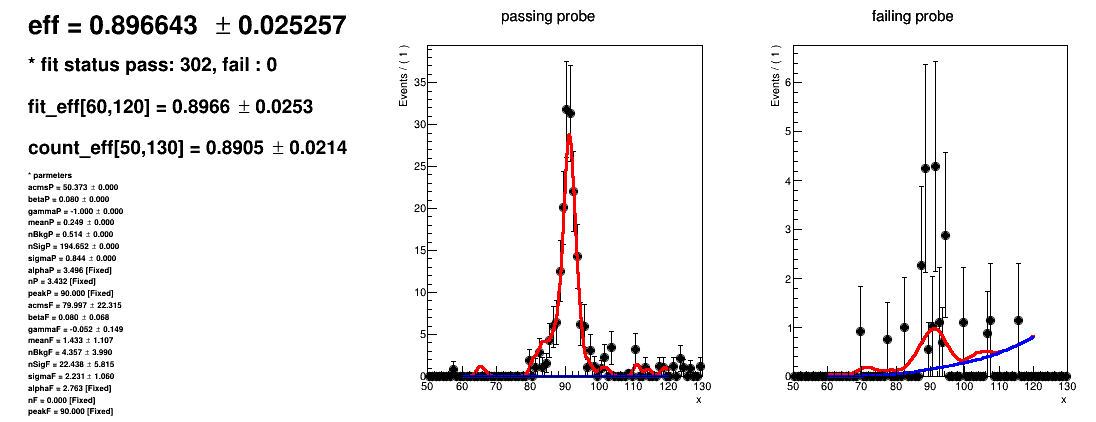 eff = 0.896643 ± 0.025257
* fit status pass: 302, fail : 0
fit_eff[60,120] = 0.8966 ± 0.0253
count_eff[50,130] = 0.8905 ± 0.0214
* parmeters
acmsP = 50.373 ± 0.000
betaP = 0.080 ± 0.000
gammaP = -1.000 ± 0.000
meanP = 0.249 ± 0.000
nBkgP = 0.514 ± 0.000
nSigP = 194.652 ± 0.000
sigmaP = 0.844 ± 0.000
alphaP = 3.496 [Fixed]
nP = 3.432 [Fixed]
peakP = 90.000 [Fixed]
acmsF = 79.997 ± 22.315
betaF = 0.080 ± 0.068
gammaF = -0.052 ± 0.149
meanF = 1.433 ± 1.107
nBkgF = 4.357 ± 3.990
nSigF = 22.438 ± 5.815
sigmaF = 2.231 ± 1.060
alphaF = 2.763 [Fixed]
nF = 0.000 [Fixed]
peakF = 90.000 [Fixed]
passing probe
Events / ( 1 )
35
30
25
20
15
10
5
0
50 60 70 80 90 100 110 120 130
x
failing probe
Events / ( 1 )
6
5
4
3
2
1
0
50 60 70 80 90 100 110 120 130
x